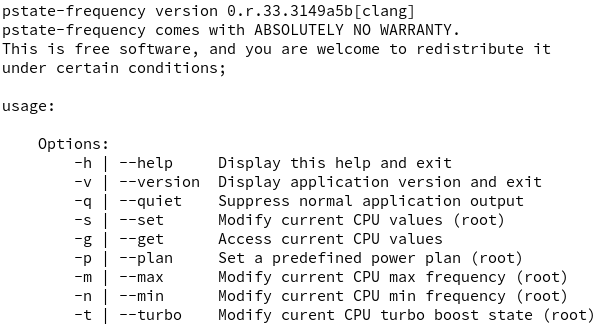 pstate-frequency version 0.r.33.3149a5b[clang]
pstate-frequency comes with ABSOLUTELY NO WARRANTY.
This is free software, and you are welcome to redistribute it
under certain conditions;
usage:
Options:
-h | --help Display this help and exit
-v | --version Display application version and exit
-q | --quiet Suppress normal application output
-s | --set Modify current CPU values (root)
-g | --get Access current CPU values
-p | --plan Set a predefined power plan (root)
-m | --max Modify current CPU max frequency (root)
-n | --min Modify current CPU min frequency (root)
-t | --turbo Modify curent CPU turbo boost state (root)